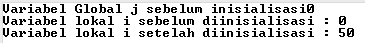 Variabel Global j sebelum inisialisasi0
Variabel lokal i sebelum diinisialisasi : 0
Variabel lokal i setelah diinisialisasi : 50